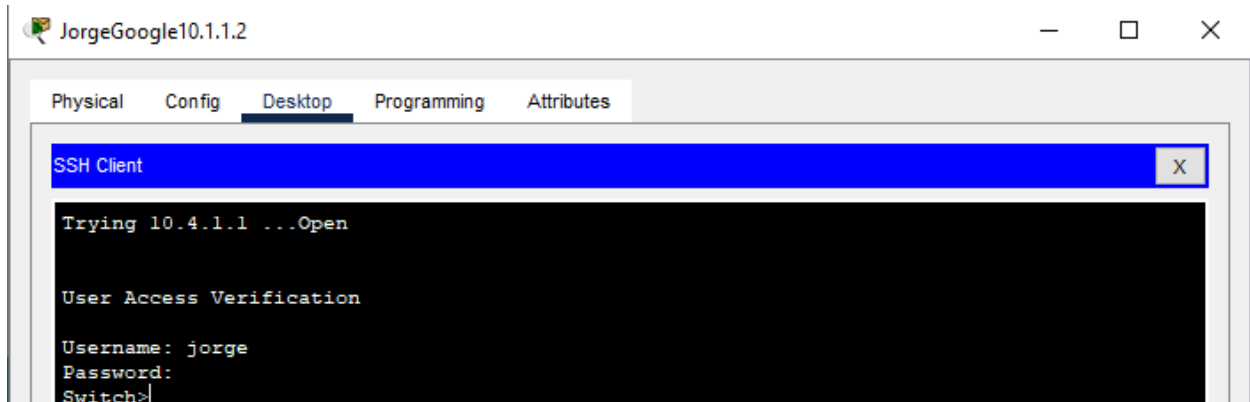 JorgeGoogle10.1.1.2
Physical Config Desktop Programming Attributes
SSH Client X
Trying 10.4.1.1 ...Open
User Access Verification
Username: jorge
Password:
Switch>